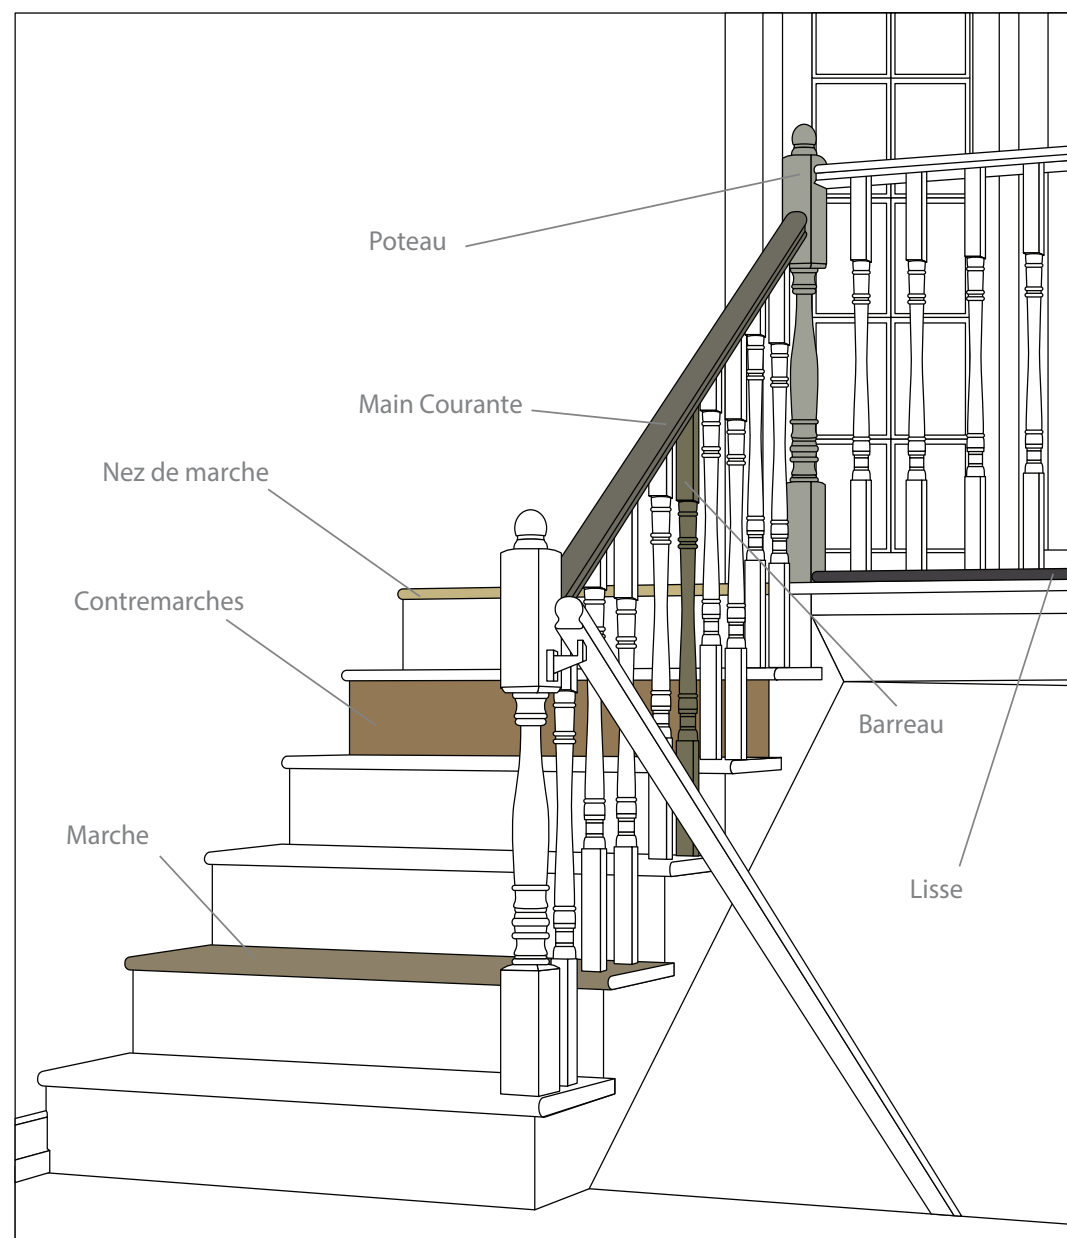 Poteau
Main Courante
Nez de marche
Contremarches
Barreau
Marche
Lisse